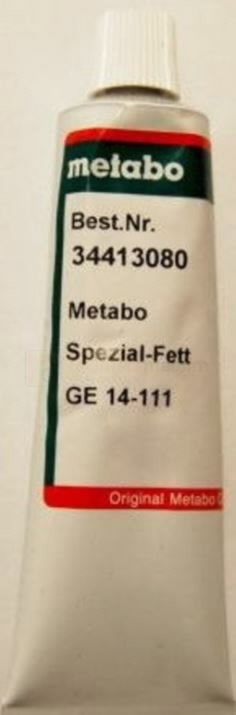 metabo
Best.Nr.
34413080
Metabo
Spezial-Fett
GE 14-111
Original Metabo